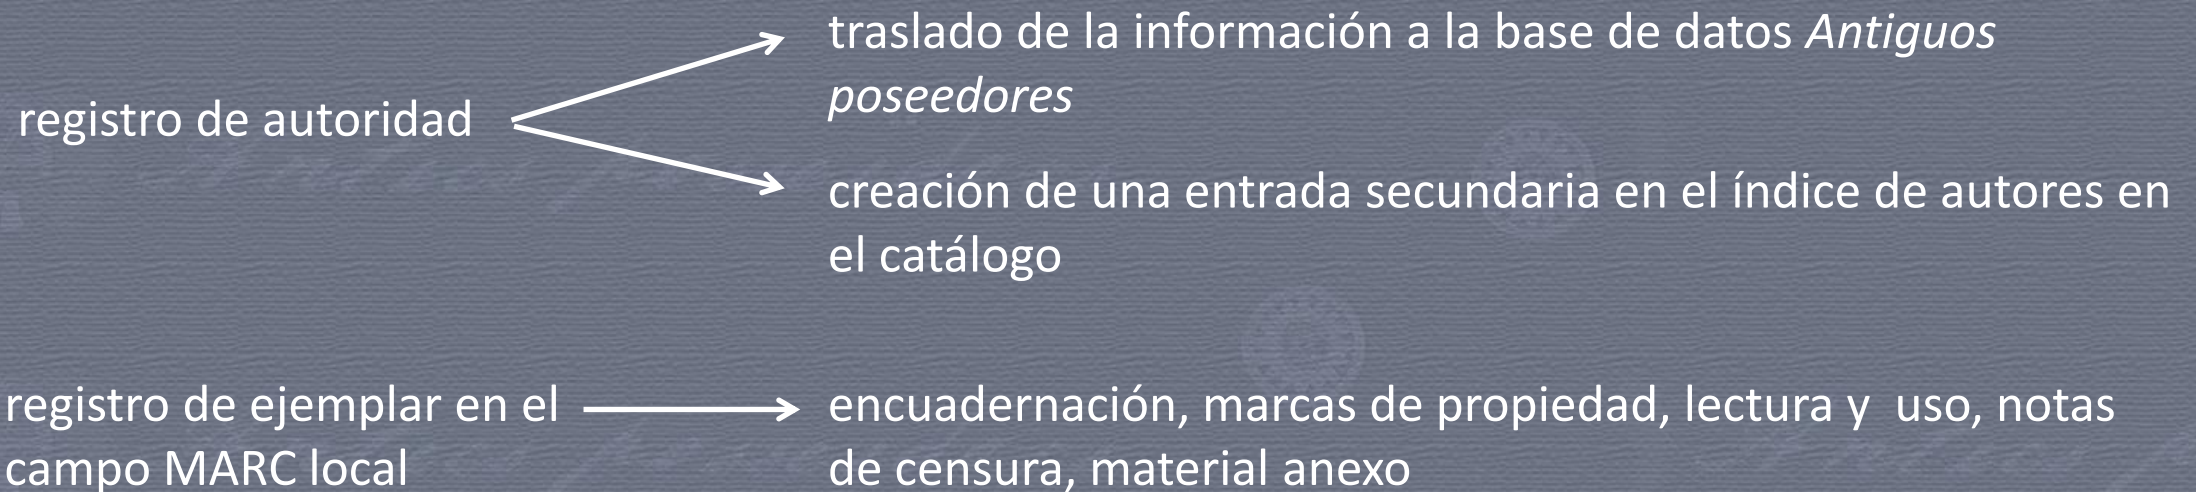 traslado de la información a la base de datos Antiguos
poseedores
registro de autoridad
creación de una entrada secundaria en el índice de autores en
el catálogo
registro de ejemplar en el
campo MARC local
encuadernación, marcas de propiedad, lectura y uso, notas
de censura, material anexo